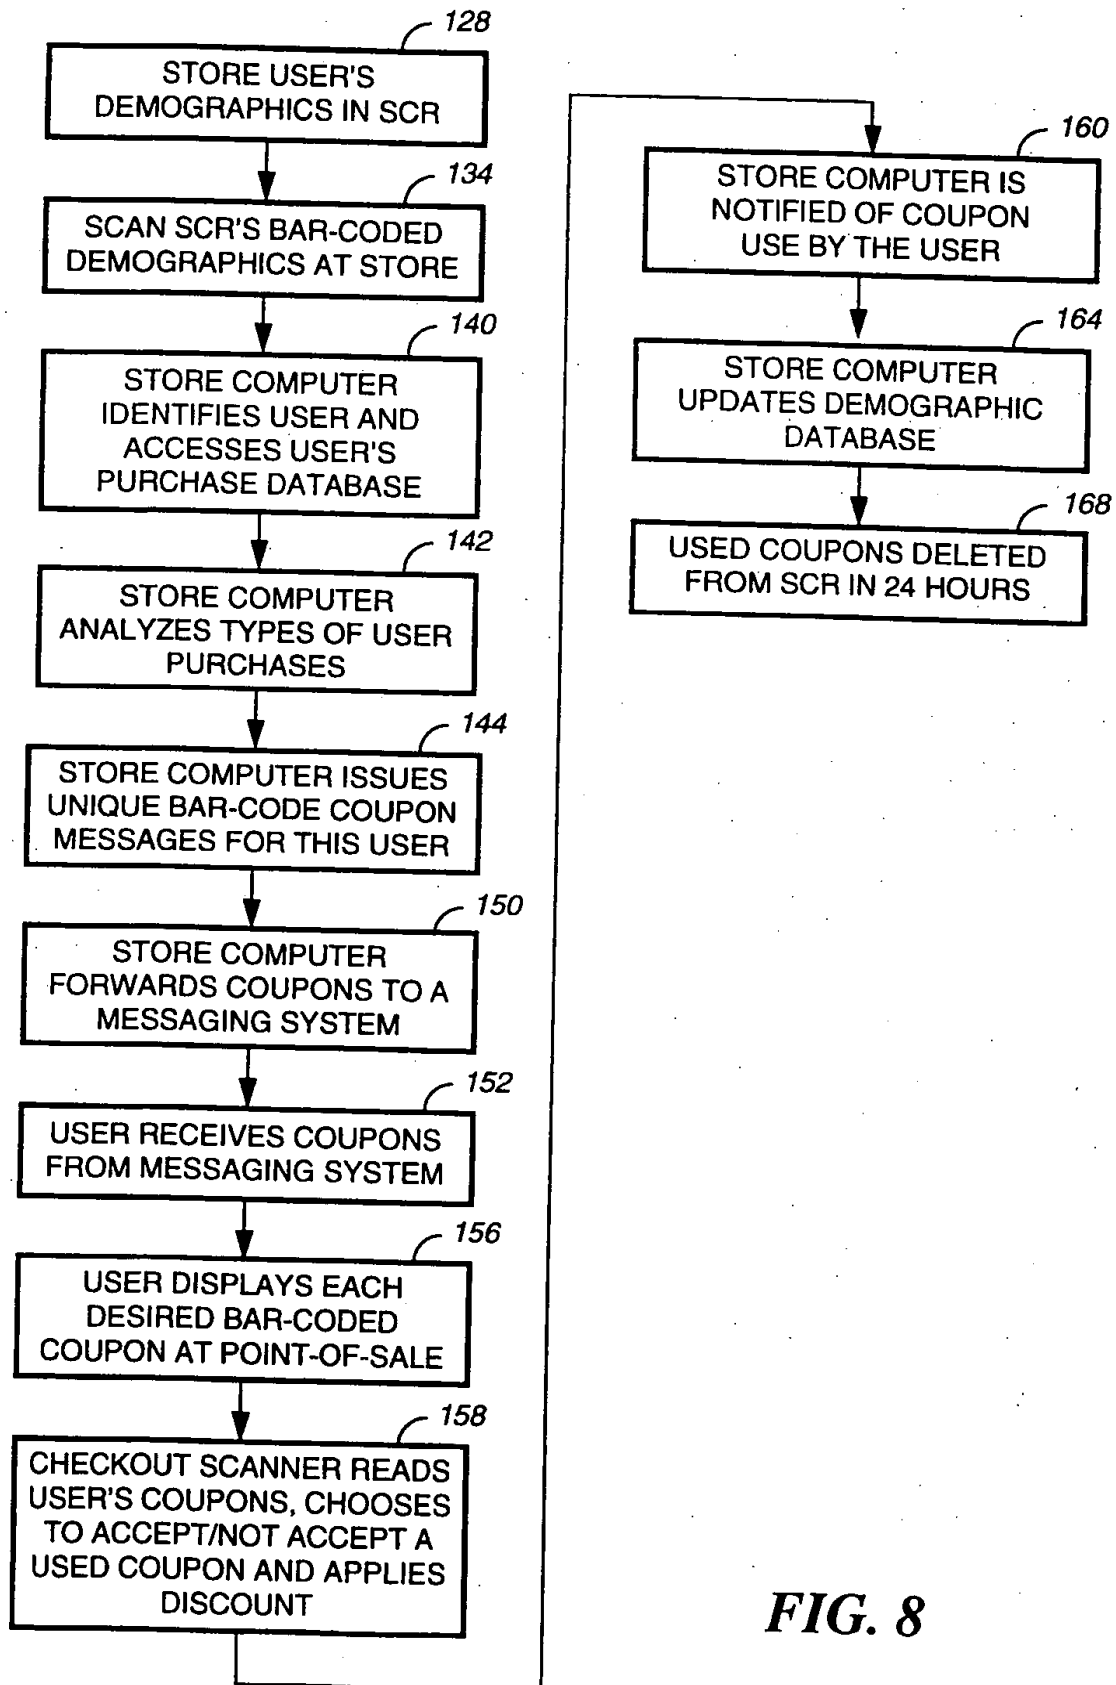 128
STORE USER'S
DEMOGRAPHICS IN SCR
134
SCAN SCR'S BAR-CODED
DEMOGRAPHICS AT STORE
140
STORE COMPUTER
IDENTIFIES USER AND
ACCESSES USER'S
PURCHASE DATABASE
142
STORE COMPUTER
ANALYZES TYPES OF USER
PURCHASES
144
STORE COMPUTER ISSUES
UNIQUE BAR-CODE COUPON
MESSAGES FOR THIS USER
150
STORE COMPUTER
FORWARDS COUPONS TO A
MESSAGING SYSTEM
152
USER RECEIVES COUPONS
FROM MESSAGING SYSTEM
156
USER DISPLAYS EACH
DESIRED BAR-CODED
COUPON AT POINT-OF-SALE
158
CHECKOUT SCANNER READS
USER'S COUPONS, CHOOSES
TO ACCEPT/NOT ACCEPT A
USED COUPON AND APPLIES
DISCOUNT
160
STORE COMPUTER IS
NOTIFIED OF COUPON
USE BY THE USER
164
STORE COMPUTER
UPDATES DEMOGRAPHIC
DATABASE
168
USED COUPONS DELETED
FROM SCR IN 24 HOURS
FIG. 8